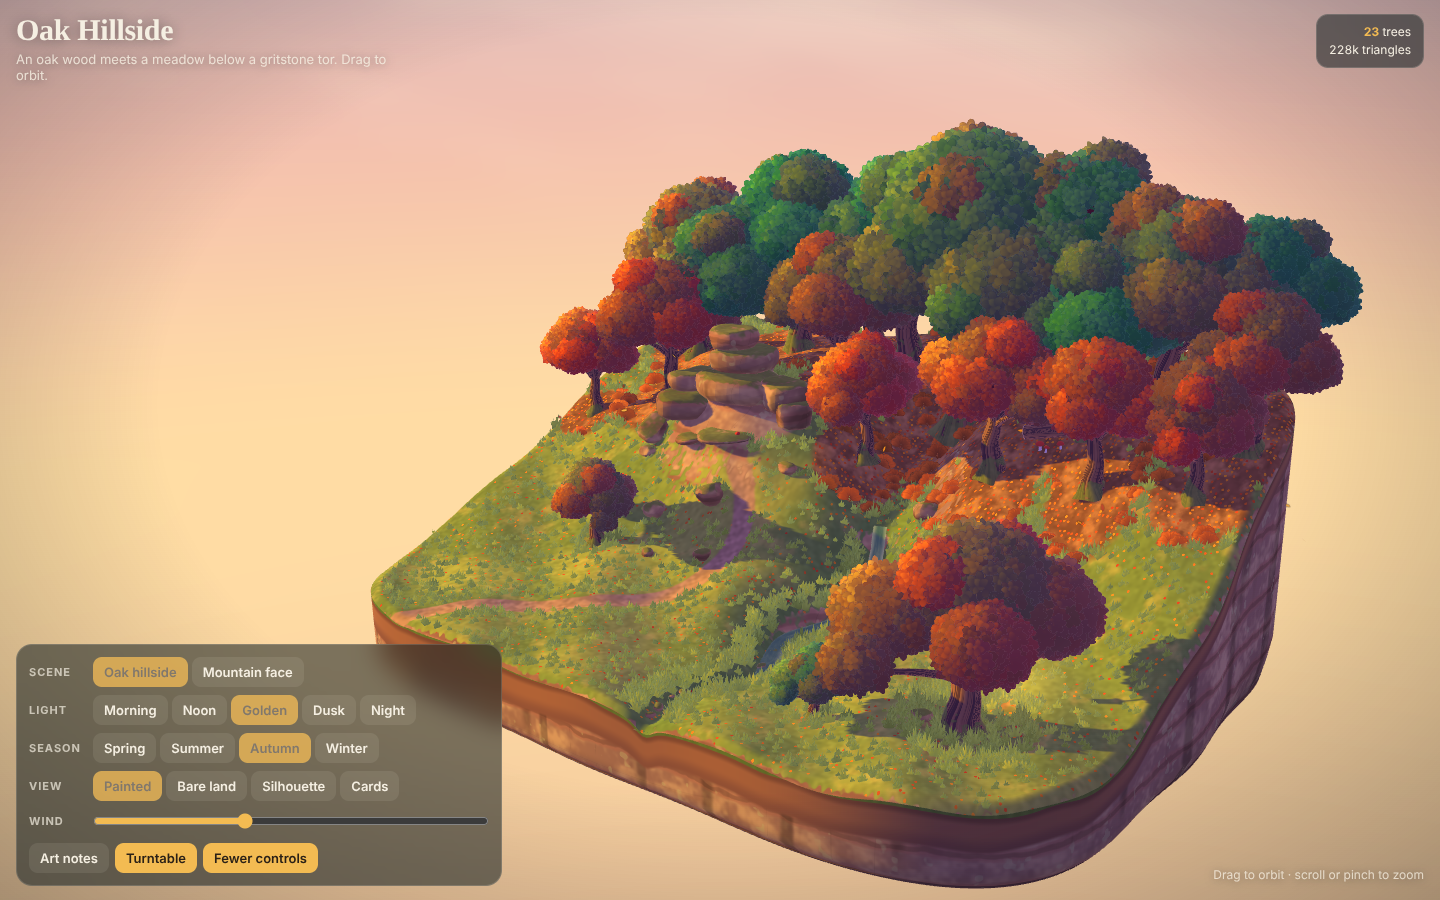 Oak Hillside
An oak wood meets a meadow below a gritstone tor. Drag to
orbit.
23 trees
228k triangles
SCENE Oak hillside Mountain face
LIGHT Morning Noon Golden Dusk Night
SEASON Spring Summer Autumn Winter
VIEW Painted Bare land Silhouette Cards
WIND
Art notes Turntable Fewer controls
Drag to orbit · scroll or pinch to zoom